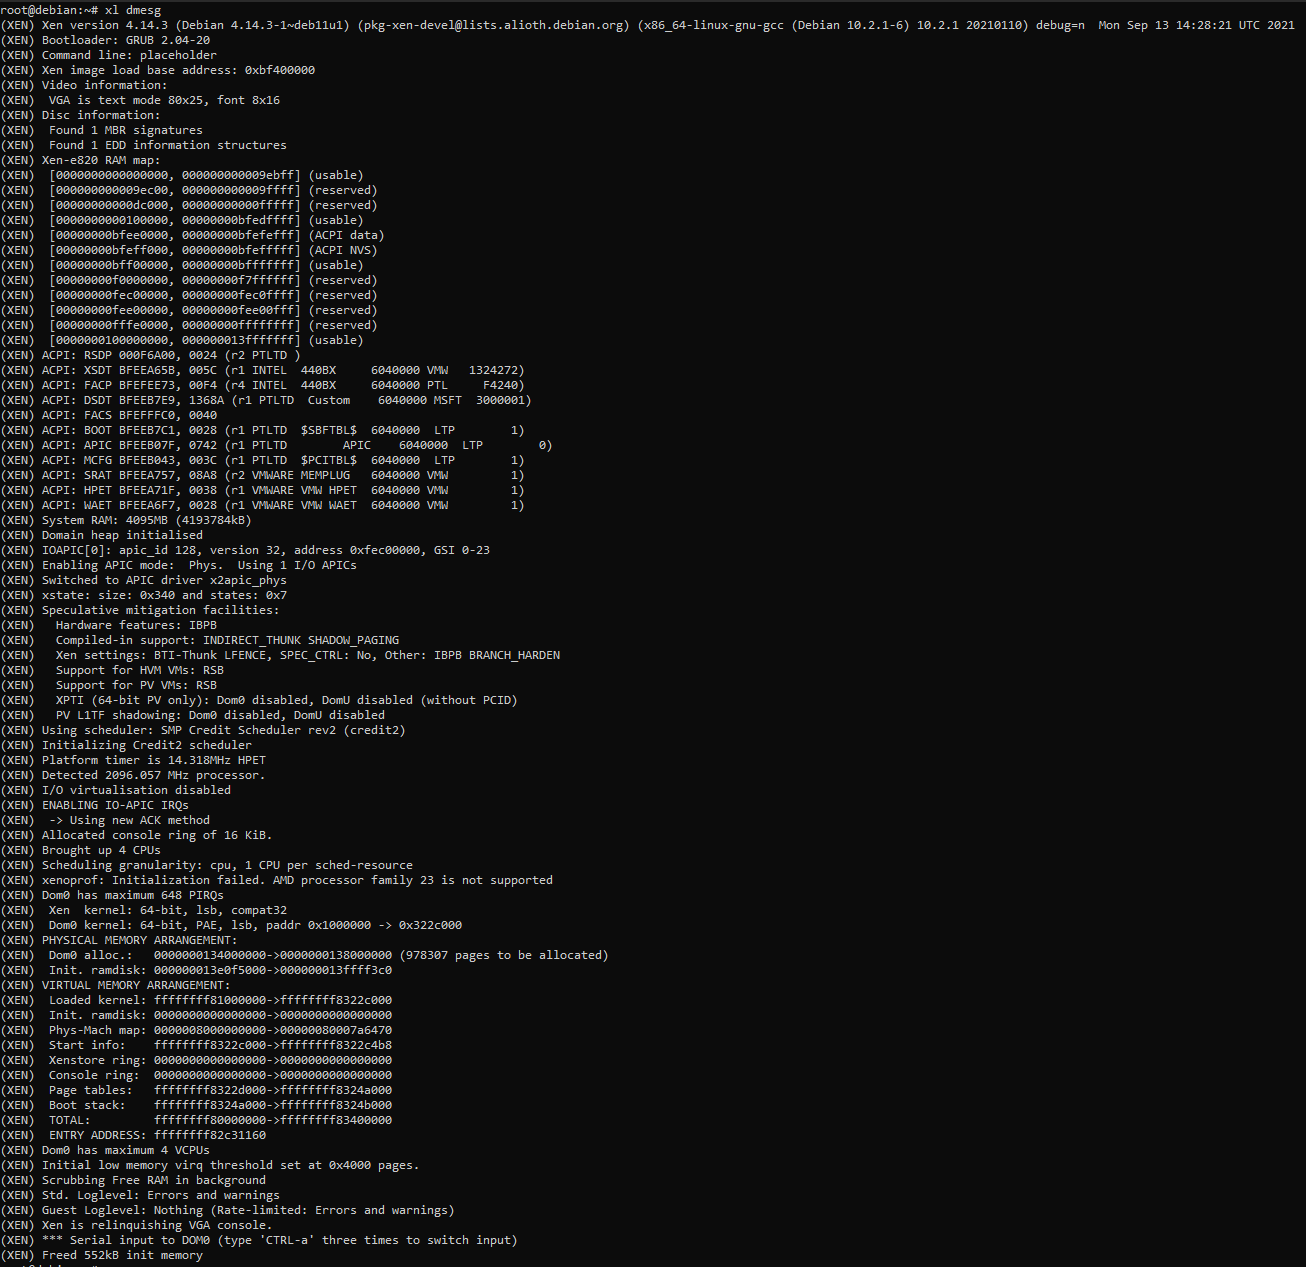 root@debian:~# xl dmesg
(XEN) Xen version 4.14.3 (Debian 4.14.3-1~deb11u1) (pkg-xen-devel@lists.alioth.debian.org) (x86_64-linux-gnu-gcc (Debian 10.2.1-6) 10.2.1 20210110) debug=n  Mon Sep 13 14:28:21 UTC 2021
(XEN) Bootloader: GRUB 2.04-20
(XEN) Command line: placeholder
(XEN) Xen image load base address: 0xbf400000
(XEN) Video information:
(XEN)  VGA is text mode 80x25, font 8x16
(XEN) Disc information:
(XEN)  Found 1 MBR signatures
(XEN)  Found 1 EDD information structures
(XEN) Xen-e820 RAM map:
(XEN)  [0000000000000000, 000000000009ebff] (usable)
(XEN)  [000000000009ec00, 000000000009ffff] (reserved)
(XEN)  [00000000000dc000, 00000000000fffff] (reserved)
(XEN)  [0000000000100000, 00000000bfedffff] (usable)
(XEN)  [00000000bfee0000, 00000000bfefefff] (ACPI data)
(XEN)  [00000000bfeff000, 00000000bfefffff] (ACPI NVS)
(XEN)  [00000000bff00000, 00000000bfffffff] (usable)
(XEN)  [00000000f0000000, 00000000f7ffffff] (reserved)
(XEN)  [00000000fec00000, 00000000fec0ffff] (reserved)
(XEN)  [00000000fee00000, 00000000fee00fff] (reserved)
(XEN)  [00000000fffe0000, 00000000ffffffff] (reserved)
(XEN)  [0000000100000000, 000000013fffffff] (usable)
(XEN) ACPI: RSDP 000F6A00, 0024 (r2 PTLTD )
(XEN) ACPI: XSDT BFEEA65B, 005C (r1 INTEL  440BX     6040000 VMW   1324272)
(XEN) ACPI: FACP BFEFEE73, 00F4 (r4 INTEL  440BX     6040000 PTL     F4240)
(XEN) ACPI: DSDT BFEEB7E9, 1368A (r1 PTLTD  Custom    6040000 MSFT  3000001)
(XEN) ACPI: FACS BFEFFFC0, 0040
(XEN) ACPI: BOOT BFEEB7C1, 0028 (r1 PTLTD  $SBFTBL$  6040000  LTP        1)
(XEN) ACPI: APIC BFEEB07F, 0742 (r1 PTLTD        APIC    6040000  LTP        0)
(XEN) ACPI: MCFG BFEEB043, 003C (r1 PTLTD  $PCITBL$  6040000  LTP        1)
(XEN) ACPI: SRAT BFEEA757, 08A8 (r2 VMWARE MEMPLUG   6040000 VMW         1)
(XEN) ACPI: HPET BFEEA71F, 0038 (r1 VMWARE VMW HPET  6040000 VMW         1)
(XEN) ACPI: WAET BFEEA6F7, 0028 (r1 VMWARE VMW WAET  6040000 VMW         1)
(XEN) System RAM: 4095MB (4193784kB)
(XEN) Domain heap initialised
(XEN) IOAPIC[0]: apic_id 128, version 32, address 0xfec00000, GSI 0-23
(XEN) Enabling APIC mode:  Phys.  Using 1 I/O APICs
(XEN) Switched to APIC driver x2apic_phys
(XEN) xstate: size: 0x340 and states: 0x7
(XEN) Speculative mitigation facilities:
(XEN)   Hardware features: IBPB
(XEN)   Compiled-in support: INDIRECT_THUNK SHADOW_PAGING
(XEN)   Xen settings: BTI-Thunk LFENCE, SPEC_CTRL: No, Other: IBPB BRANCH_HARDEN
(XEN)   Support for HVM VMs: RSB
(XEN)   Support for PV VMs: RSB
(XEN)   XPTI (64-bit PV only): Dom0 disabled, DomU disabled (without PCID)
(XEN)   PV L1TF shadowing: Dom0 disabled, DomU disabled
(XEN) Using scheduler: SMP Credit Scheduler rev2 (credit2)
(XEN) Initializing Credit2 scheduler
(XEN) Platform timer is 14.318MHz HPET
(XEN) Detected 2096.057 MHz processor.
(XEN) I/O virtualisation disabled
(XEN) ENABLING IO-APIC IRQs
(XEN)  -> Using new ACK method
(XEN) Allocated console ring of 16 KiB.
(XEN) Brought up 4 CPUs
(XEN) Scheduling granularity: cpu, 1 CPU per sched-resource
(XEN) xenoprof: Initialization failed. AMD processor family 23 is not supported
(XEN) Dom0 has maximum 648 PIRQs
(XEN)  Xen  kernel: 64-bit, lsb, compat32
(XEN)  Dom0 kernel: 64-bit, PAE, lsb, paddr 0x1000000 -> 0x322c000
(XEN) PHYSICAL MEMORY ARRANGEMENT:
(XEN)  Dom0 alloc.:   0000000134000000->0000000138000000 (978307 pages to be allocated)
(XEN)  Init. ramdisk: 000000013e0f5000->000000013ffff3c0
(XEN) VIRTUAL MEMORY ARRANGEMENT:
(XEN)  Loaded kernel: ffffffff81000000->ffffffff8322c000
(XEN)  Init. ramdisk: 0000000000000000->0000000000000000
(XEN)  Phys-Mach map: 0000008000000000->00000080007a6470
(XEN)  Start info:    ffffffff8322c000->ffffffff8322c4b8
(XEN)  Xenstore ring: 0000000000000000->0000000000000000
(XEN)  Console ring:  0000000000000000->0000000000000000
(XEN)  Page tables:   ffffffff8322d000->ffffffff8324a000
(XEN)  Boot stack:    ffffffff8324a000->ffffffff8324b000
(XEN)  TOTAL:         ffffffff80000000->ffffffff83400000
(XEN)  ENTRY ADDRESS: ffffffff82c31160
(XEN) Dom0 has maximum 4 VCPUs
(XEN) Initial low memory virq threshold set at 0x4000 pages.
(XEN) Scrubbing Free RAM in background
(XEN) Std. Loglevel: Errors and warnings
(XEN) Guest Loglevel: Nothing (Rate-limited: Errors and warnings)
(XEN) Xen is relinquishing VGA console.
(XEN) *** Serial input to DOM0 (type 'CTRL-a' three times to switch input)
(XEN) Freed 552kB init memory